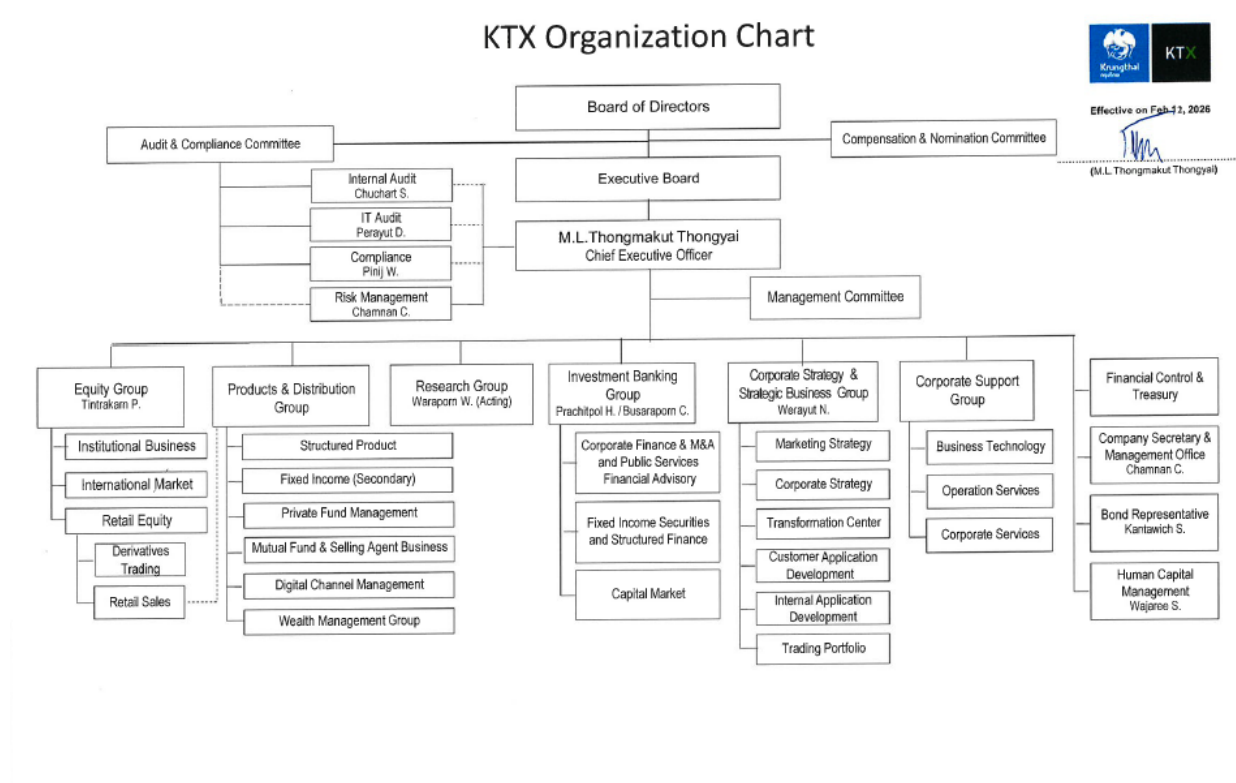 KTX Organization Chart
Krungthai
กรุงไทย
KTX
Effective on Feb 12, 2026
(M.L.Thongmakut Thongyai)
Board of Directors
Audit & Compliance Committee
Compensation & Nomination Committee
Executive Board
Internal Audit
Chuchart S.
IT Audit
Perayut D.
Compliance
Pinij W.
Risk Management
Chamnan C.
M.L.Thongmakut Thongyai
Chief Executive Officer
Management Committee
Equity Group
Tintrakarn P.
Institutional Business
International Market
Retail Equity
Derivatives
Trading
Retail Sales
Products & Distribution
Group
Structured Product
Fixed Income (Secondary)
Private Fund Management
Mutual Fund & Selling Agent Business
Digital Channel Management
Wealth Management Group
Research Group
Waraporn W. (Acting)
Investment Banking
Group
Prachitpol H. / Busaraporn C.
Corporate Finance & M&A
and Public Services
Financial Advisory
Fixed Income Securities
and Structured Finance
Capital Market
Corporate Strategy &
Strategic Business Group
Werayut N.
Marketing Strategy
Corporate Strategy
Transformation Center
Customer Application
Development
Internal Application
Development
Trading Portfolio
Corporate Support
Group
Business Technology
Operation Services
Corporate Services
Financial Control &
Treasury
Company Secretary &
Management Office
Chamnan C.
Bond Representative
Kantawich S.
Human Capital
Management
Wajaree S.